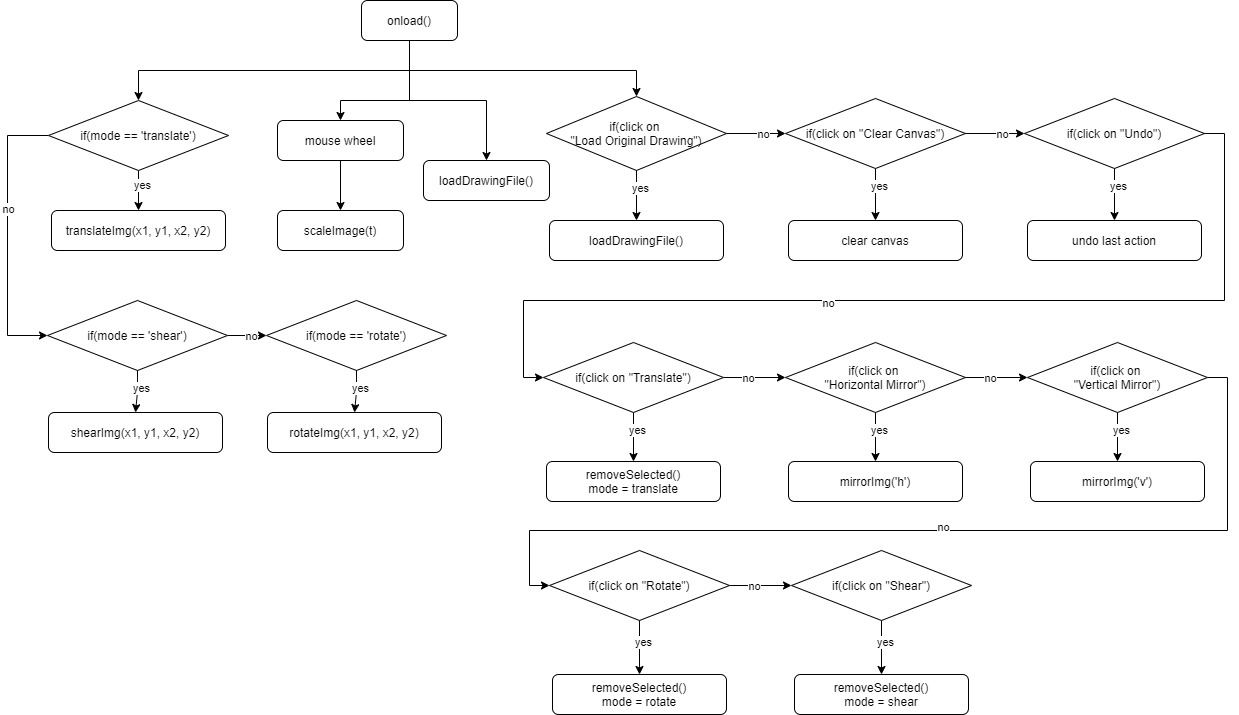 onload()
if(mode == 'translate')
yes
no
translateImg(x1, y1, x2, y2)
mouse wheel
scaleImage(t)
loadDrawingFile()
if(click on
"Load Original Drawing")
no
yes
loadDrawingFile()
if(click on "Clear Canvas")
no
yes
clear canvas
if(click on "Undo")
yes
undo last action
no
if(mode == 'shear')
no
yes
shearImg(x1, y1, x2, y2)
if(mode == 'rotate')
yes
rotateImg(x1, y1, x2, y2)
if(click on "Translate")
no
yes
removeSelected()
mode = translate
if(click on
"Horizontal Mirror")
no
yes
mirrorImg('h')
if(click on
"Vertical Mirror")
yes
mirrorImg('v')
no
if(click on "Rotate")
no
yes
removeSelected()
mode = rotate
if(click on "Shear")
yes
removeSelected()
mode = shear